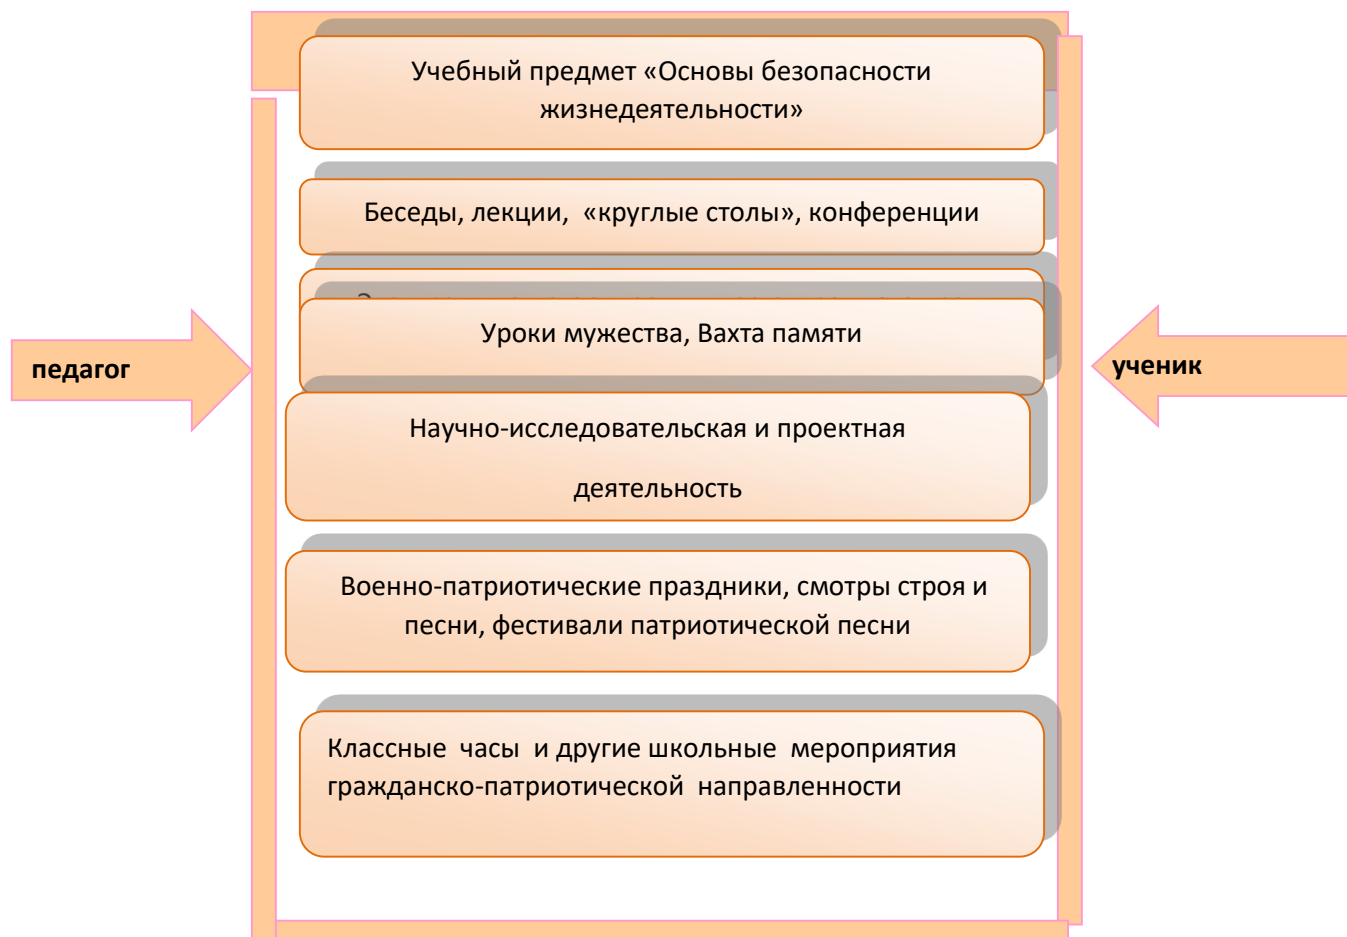 Учебный предмет «Основы безопасности
жизнедеятельности»
Беседы, лекции, «круглые столы», конференции
Уроки мужества, Вахта памяти
педагог
ученик
Научно-исследовательская и проектная
деятельность
Военно-патриотические праздники, смотры строя и
песни, фестивали патриотической песни
Классные часы и другие школьные мероприятия
гражданско-патриотической направленности